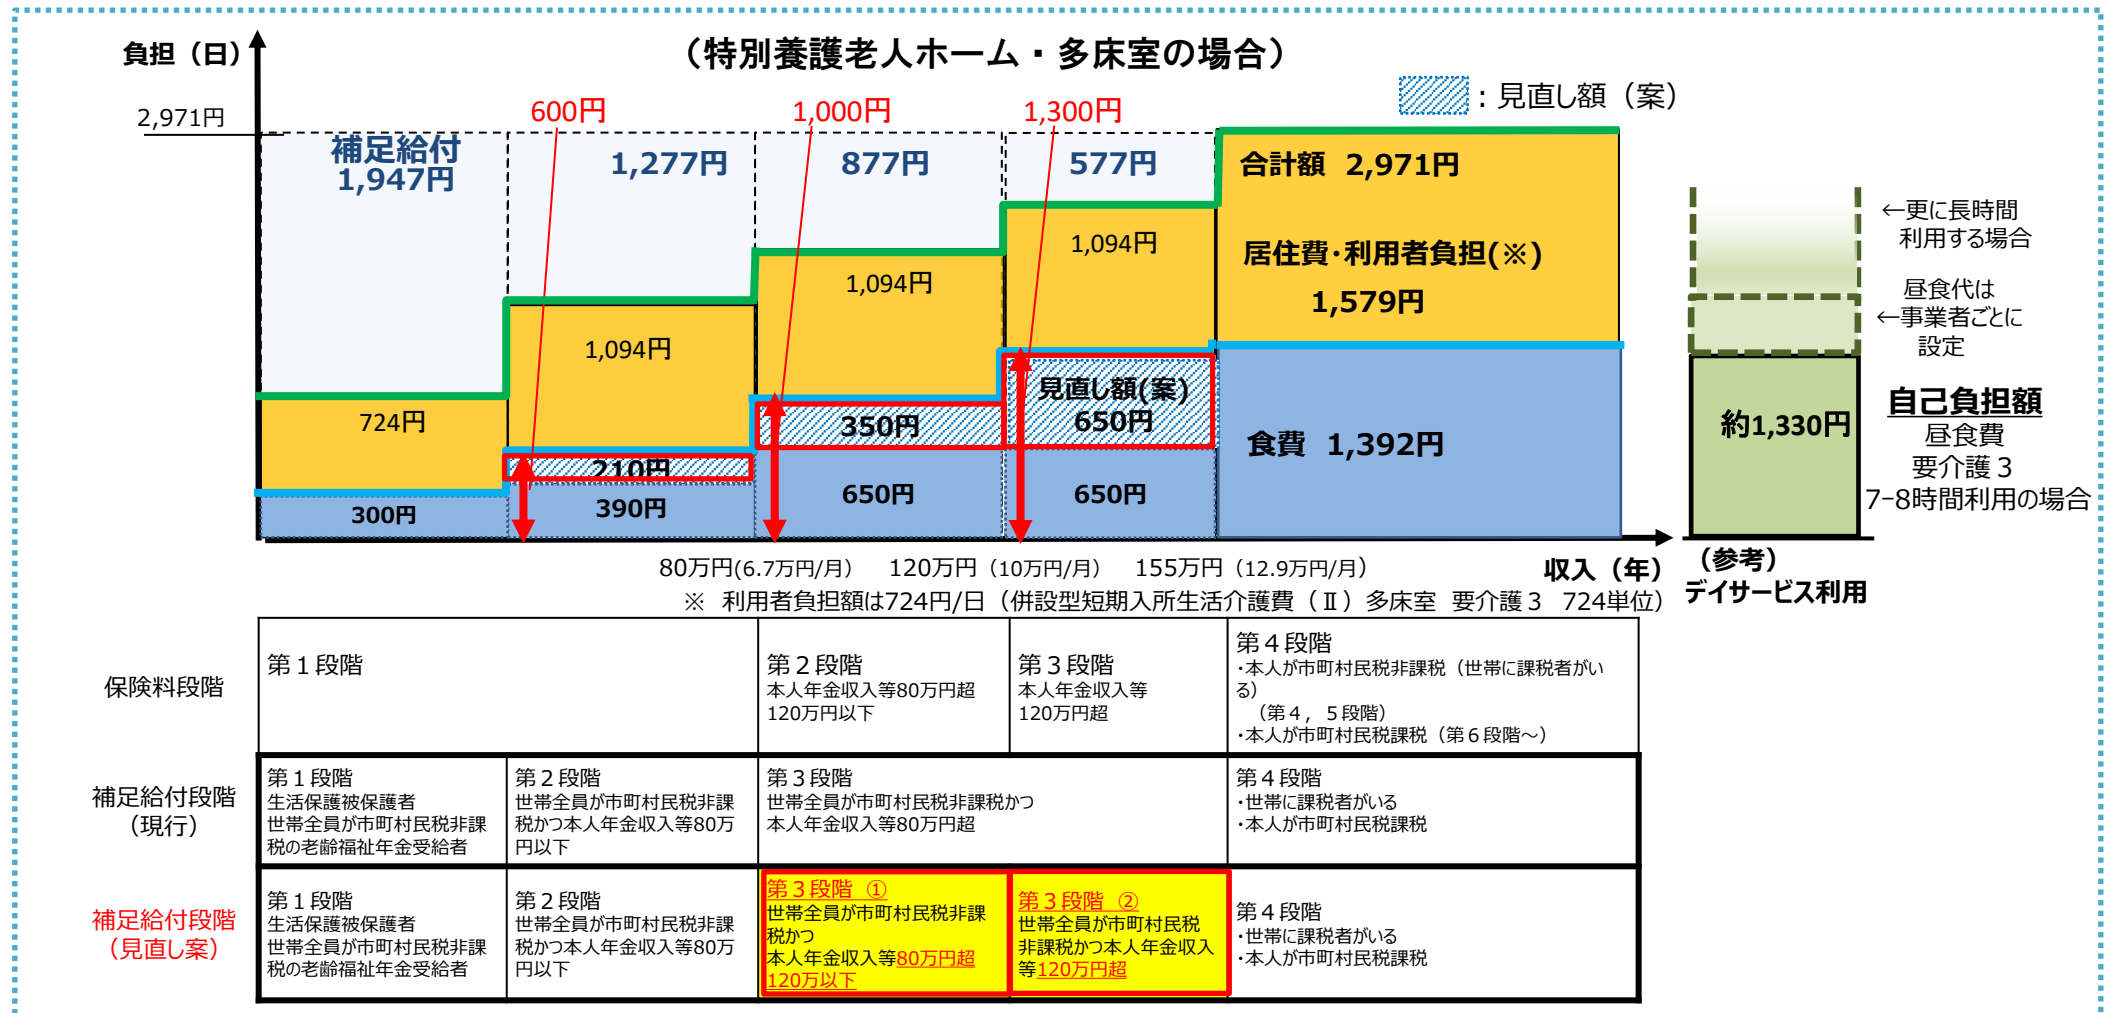 負担（日）
（特別養護老人ホーム・多床室の場合）
：見直し額（案）
2,971円
600円
1,000円
1,300円
補足給付
1,947円
1,277円
877円
577円
合計額 2,971円
居住費・利用者負担(※)
1,579円
724円
1,094円
1,094円
1,094円
見直し額(案)
650円
350円
210円
食費 1,392円
300円
390円
650円
650円
←更に長時間
利用する場合
昼食代は
←事業者ごとに
設定
約1,330円
自己負担額
昼食費
要介護３
7-8時間利用の場合
80万円(6.7万円/月) 120万円（10万円/月） 155万円（12.9万円/月）
収入（年）
（参考）
デイサービス利用
※ 利用者負担額は724円/日（併設型短期入所生活介護費（Ⅱ）多床室 要介護３ 724単位）
保険料段階
第１段階
第２段階
本人年金収入等80万円超
120万円以下
第３段階
本人年金収入等
120万円超
第４段階
・本人が市町村民税非課税（世帯に課税者がい
る）
（第４，５段階）
・本人が市町村民税課税（第６段階～）
補足給付段階
（現行）
第１段階
生活保護被保護者
世帯全員が市町村民税非課
税の老齢福祉年金受給者
第２段階
世帯全員が市町村民税非課
税かつ本人年金収入等80万
円以下
第３段階
世帯全員が市町村民税非課税かつ
本人年金収入等80万円超
第４段階
・世帯に課税者がいる
・本人が市町村民税課税
補足給付段階
（見直し案）
第１段階
生活保護被保護者
世帯全員が市町村民税非課
税の老齢福祉年金受給者
第２段階
世帯全員が市町村民税非課
税かつ本人年金収入等80万
円以下
第３段階 ①
世帯全員が市町村民税非課
税かつ
本人年金収入等80万円超
120万以下
第３段階 ②
世帯全員が市町村民税
非課税かつ本人年金収入
等120万円超
第４段階
・世帯に課税者がいる
・本人が市町村民税課税